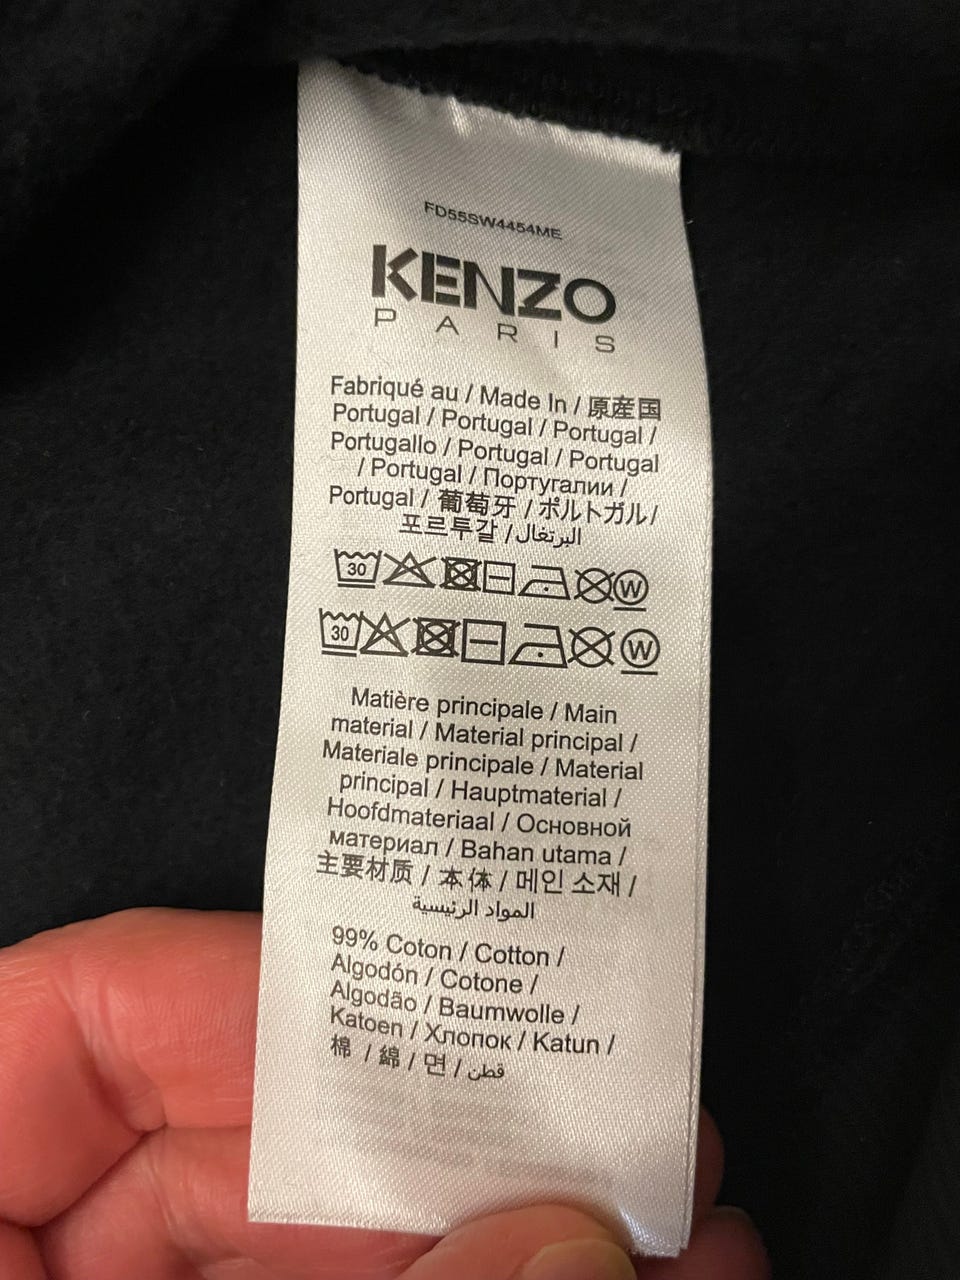 FD55SW4454ME
KENZO
PARIS
Fabriqué au / Made In / 原産国
Portugal / Portugal / Portugal /
Portugallo / Portugal / Portugal
/ Portugal / Португалии /
Portugal / 葡萄牙 / ポルトガル /
포르투갈 / البرتغال
30 W
30 W
Matière principale / Main
material / Material principal /
Materiale principale / Material
principal / Hauptmaterial /
Hoofdmateriaal / Основной
материал / Bahan utama /
主要材质 / 本体 / 메인 소재 /
المواد الرئيسية
99% Coton / Cotton /
Algodón / Cotone /
Algodão / Baumwolle /
Katoen / Хлопок / Katun /
棉 / 綿 / 면 / قطن